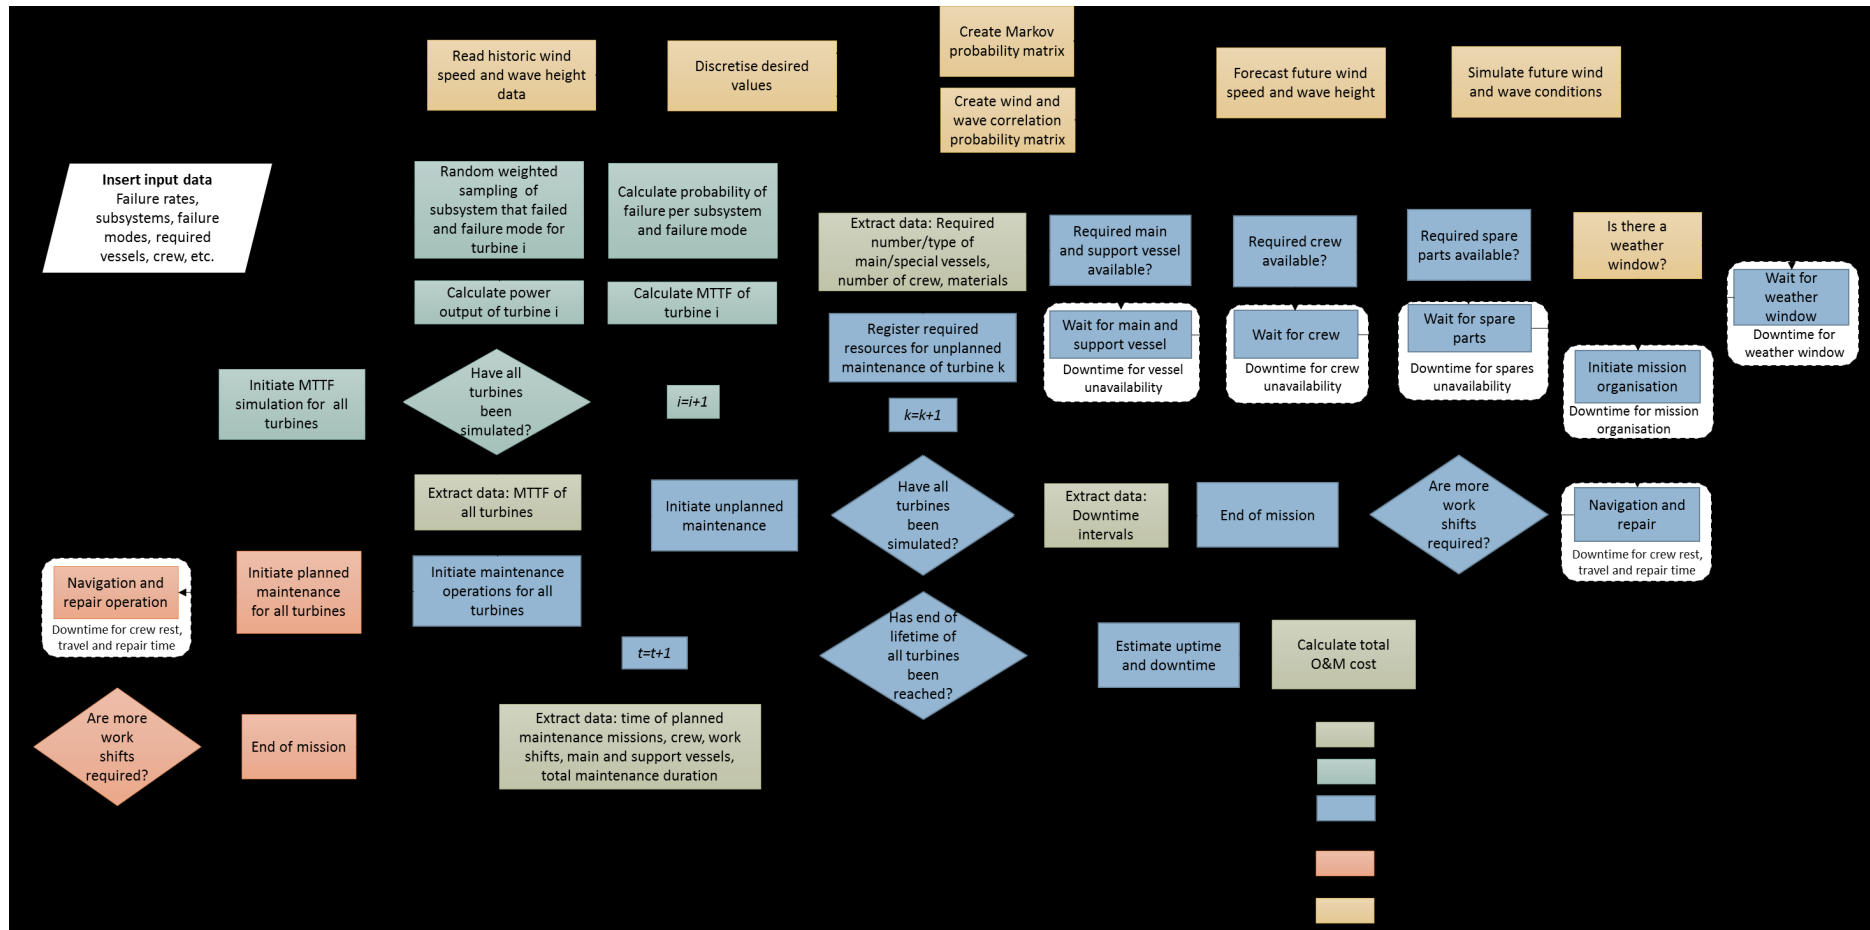 Create Markov
probability matrix
Read historic wind
speed and wave height
data
Discretise desired
values
Create wind and
wave correlation
probability matrix
Forecast future wind
speed and wave height
Simulate future wind
and wave conditions
Insert input data
Failure rates,
subsystems, failure
modes, required
vessels, crew, etc.
Random weighted
sampling of
subsystem that failed
and failure mode for
turbine i
Calculate probability of
failure per subsystem
and failure mode
Extract data: Required
number/type of
main/special vessels,
number of crew, materials
Required main
and support vessel
available?
Required crew
available?
Required spare
parts available?
Is there a
weather
window?
Wait for
weather
window
Downtime for
weather window
Calculate power
output of turbine i
Calculate MTTF of
turbine i
Register required
resources for unplanned
maintenance of turbine k
Wait for main and
support vessel
Downtime for vessel
unavailability
Wait for crew
Downtime for crew
unavailability
Wait for spare
parts
Downtime for spares
unavailability
Initiate mission
organisation
Downtime for mission
organisation
Initiate MTTF
simulation for all
turbines
Have all
turbines
been
simulated?
i=i+1
k=k+1
Extract data: MTTF of
all turbines
Initiate unplanned
maintenance
Have all
turbines
been
simulated?
Extract data:
Downtime
intervals
End of mission
Are more
work
shifts
required?
Navigation and
repair
Downtime for crew rest,
travel and repair time
Navigation and
repair operation
Downtime for crew rest,
travel and repair time
Initiate planned
maintenance
for all turbines
Initiate maintenance
operations for all
turbines
t=t+1
Has end of
lifetime of
all turbines
been
reached?
Estimate uptime
and downtime
Calculate total
O&M cost
Are more
work
shifts
required?
End of mission
Extract data: time of planned
maintenance missions, crew, work
shifts, main and support vessels,
total maintenance duration